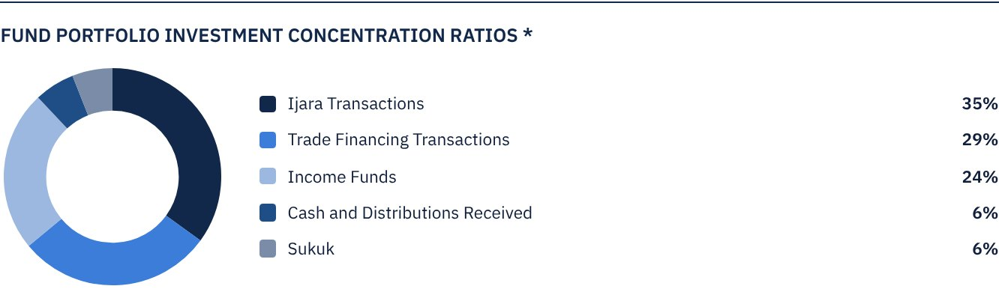 FUND PORTFOLIO INVESTMENT CONCENTRATION RATIOS *
Ijara Transactions 35%
Trade Financing Transactions 29%
Income Funds 24%
Cash and Distributions Received 6%
Sukuk 6%